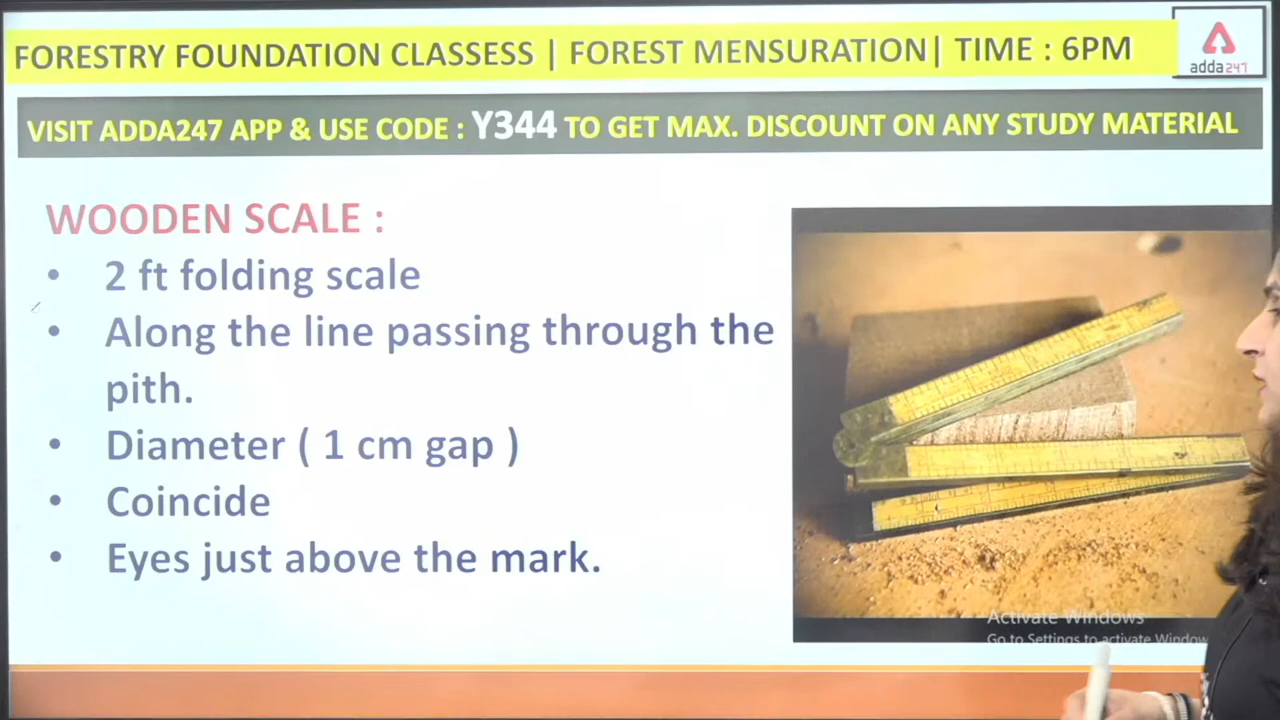 FORESTRY FOUNDATION CLASSESS | FOREST MENSURATION| TIME : 6PM
adda247
VISIT ADDA247 APP & USE CODE : Y344 TO GET MAX. DISCOUNT ON ANY STUDY MATERIAL
WOODEN SCALE :
• 2 ft folding scale
• Along the line passing through the
pith.
• Diameter ( 1 cm gap )
• Coincide
• Eyes just above the mark.
Activate Windows
Go to Settings to activate Window